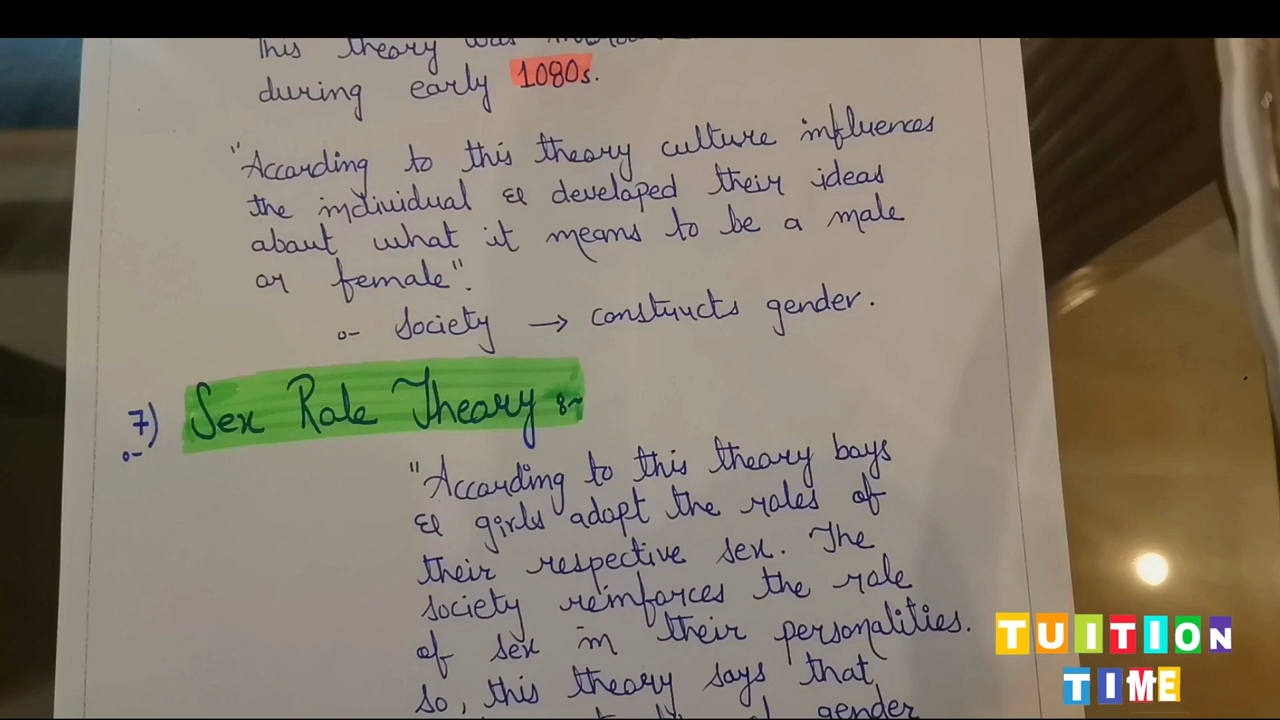 This theory was
during early 1080s.
"According to this theory culture influences
the individual & developed their ideas
about what it means to be a male
or female".
Society → constructs gender.
7) Sex Role Theory :-
"According to this theory boys
& girls adopt the roles of
their respective sex. The
society reinforces the role
of sex in their personalities.
so, this theory says that
gender
TUITION
TIME